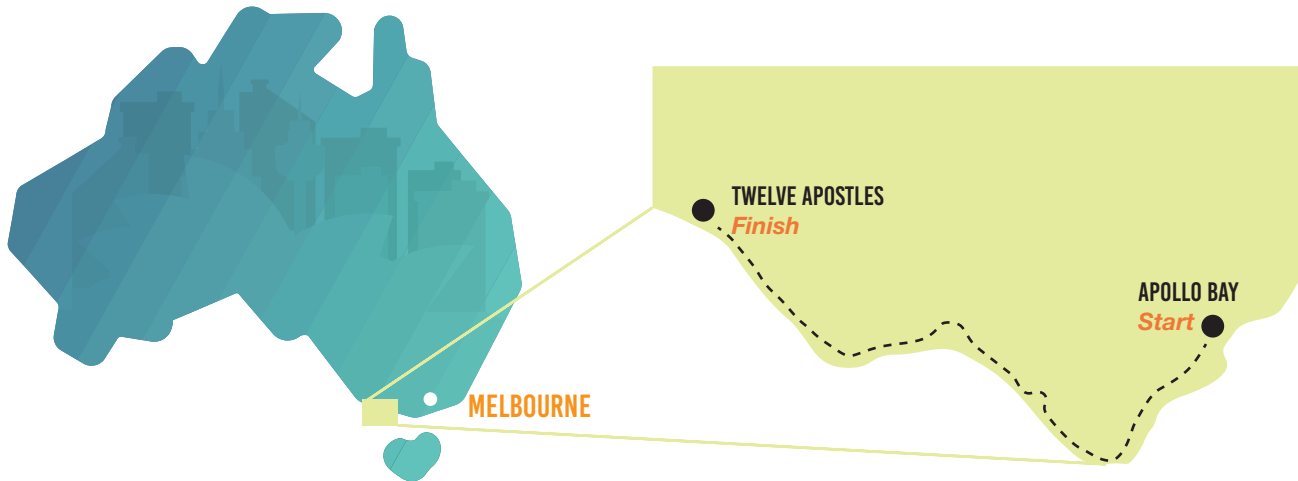 TWELVE APOSTLES
Finish
APOLLO BAY
Start
MELBOURNE